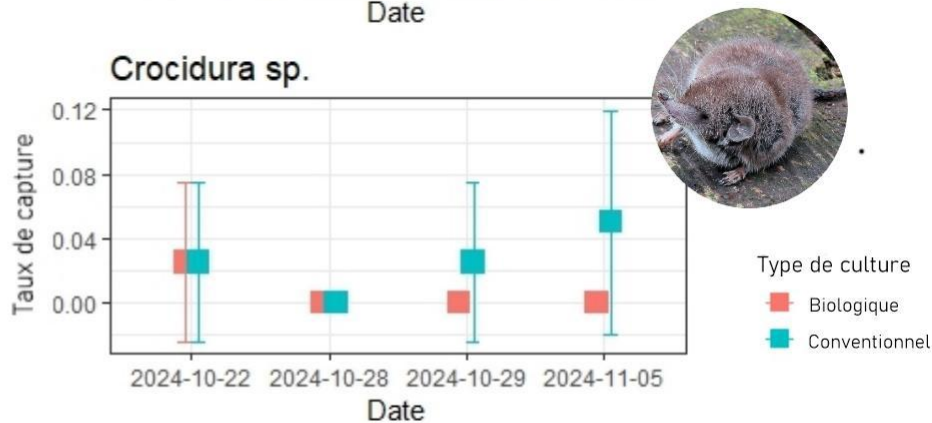 Date
Crocidura sp.
Taux de capture
0.12
0.08
0.04
0.00
2024-10-22 2024-10-28 2024-10-29 2024-11-05
Date
Type de culture
Biologique
Conventionnel